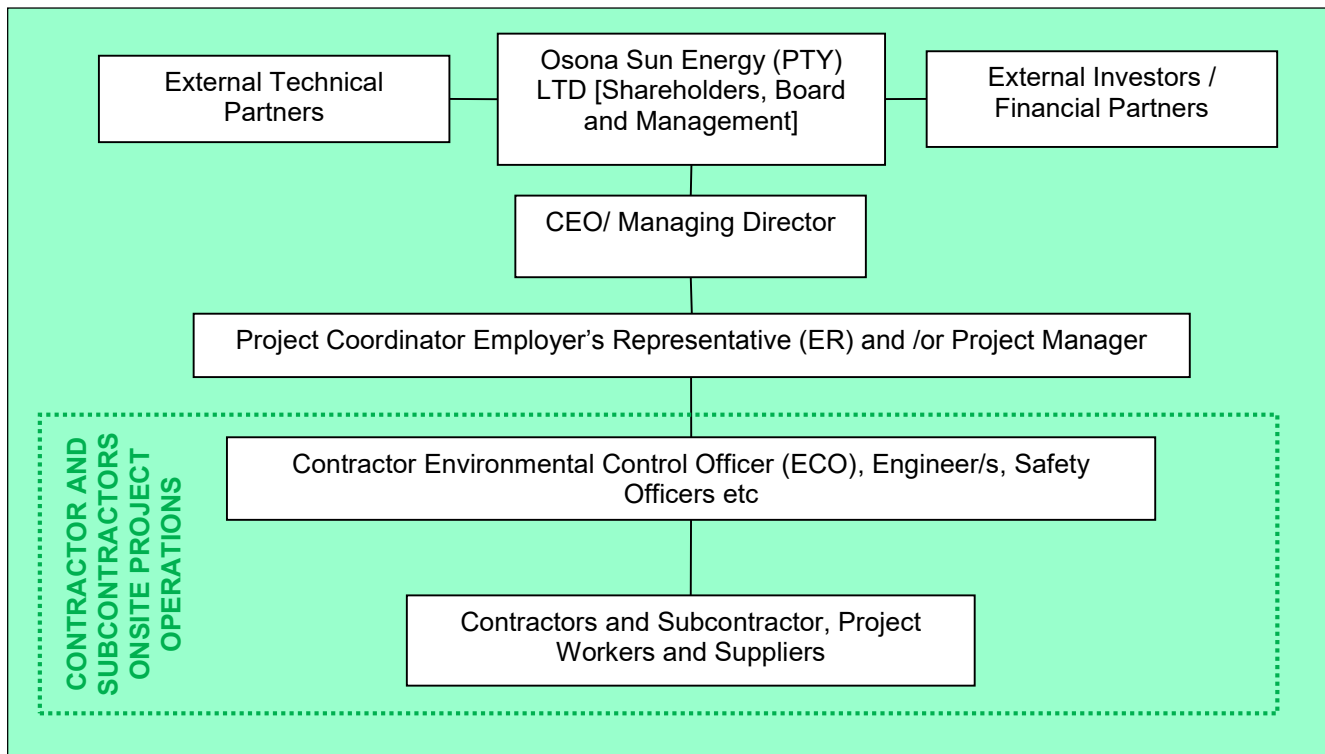 External Technical
Partners
Osona Sun Energy (PTY)
LTD [Shareholders, Board
and Management]
External Investors /
Financial Partners
CEO/ Managing Director
Project Coordinator Employer’s Representative (ER) and /or Project Manager
CONTRACTOR AND
SUBCONTRACTORS
ONSITE PROJECT
OPERATIONS
Contractor Environmental Control Officer (ECO), Engineer/s, Safety
Officers etc
Contractors and Subcontractor, Project
Workers and Suppliers